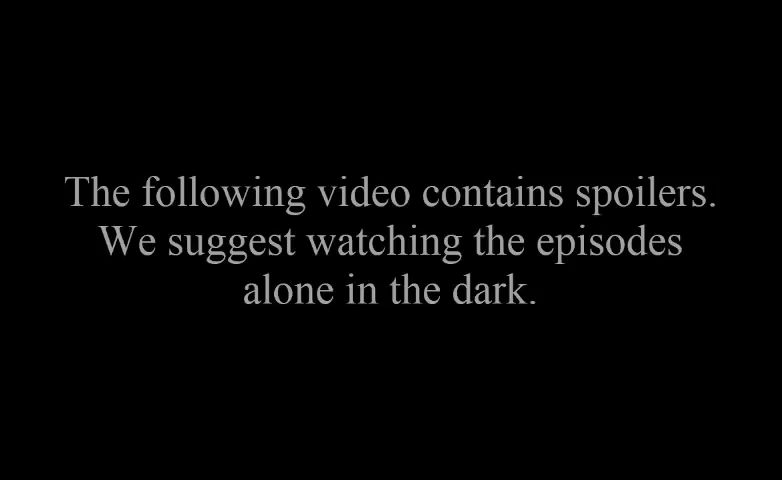 The following video contains spoilers.
We suggest watching the episodes
alone in the dark.